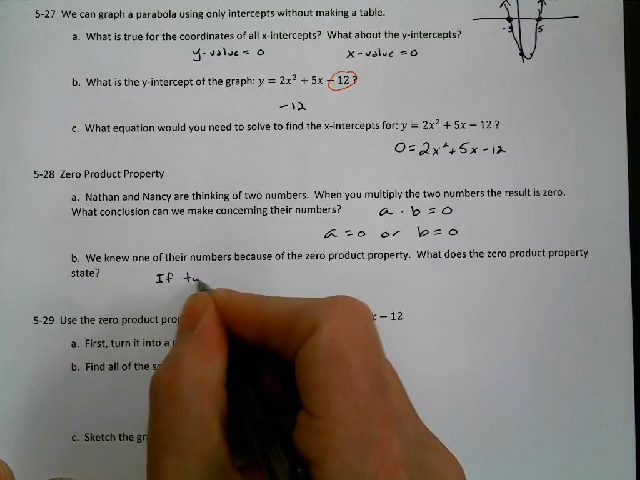 5-27 We can graph a parabola using only intercepts without making a table.
a. What is true for the coordinates of all x-intercepts? What about the y-intercepts?
y-value = 0 x-value = 0
b. What is the y-intercept of the graph: y = 2x² + 5x − 12?
-12
c. What equation would you need to solve to find the x-intercepts for: y = 2x² + 5x − 12 ?
0 = 2x² + 5x - 12
5-28 Zero Product Property
a. Nathan and Nancy are thinking of two numbers. When you multiply the two numbers the result is zero.
What conclusion can we make concerning their numbers? a · b = 0
a = 0 or b = 0
b. We knew one of their numbers because of the zero product property. What does the zero product property
state? If
5-29 Use the zero product − 12
a. First, turn it into a
b. Find all of the
c. Sketch the